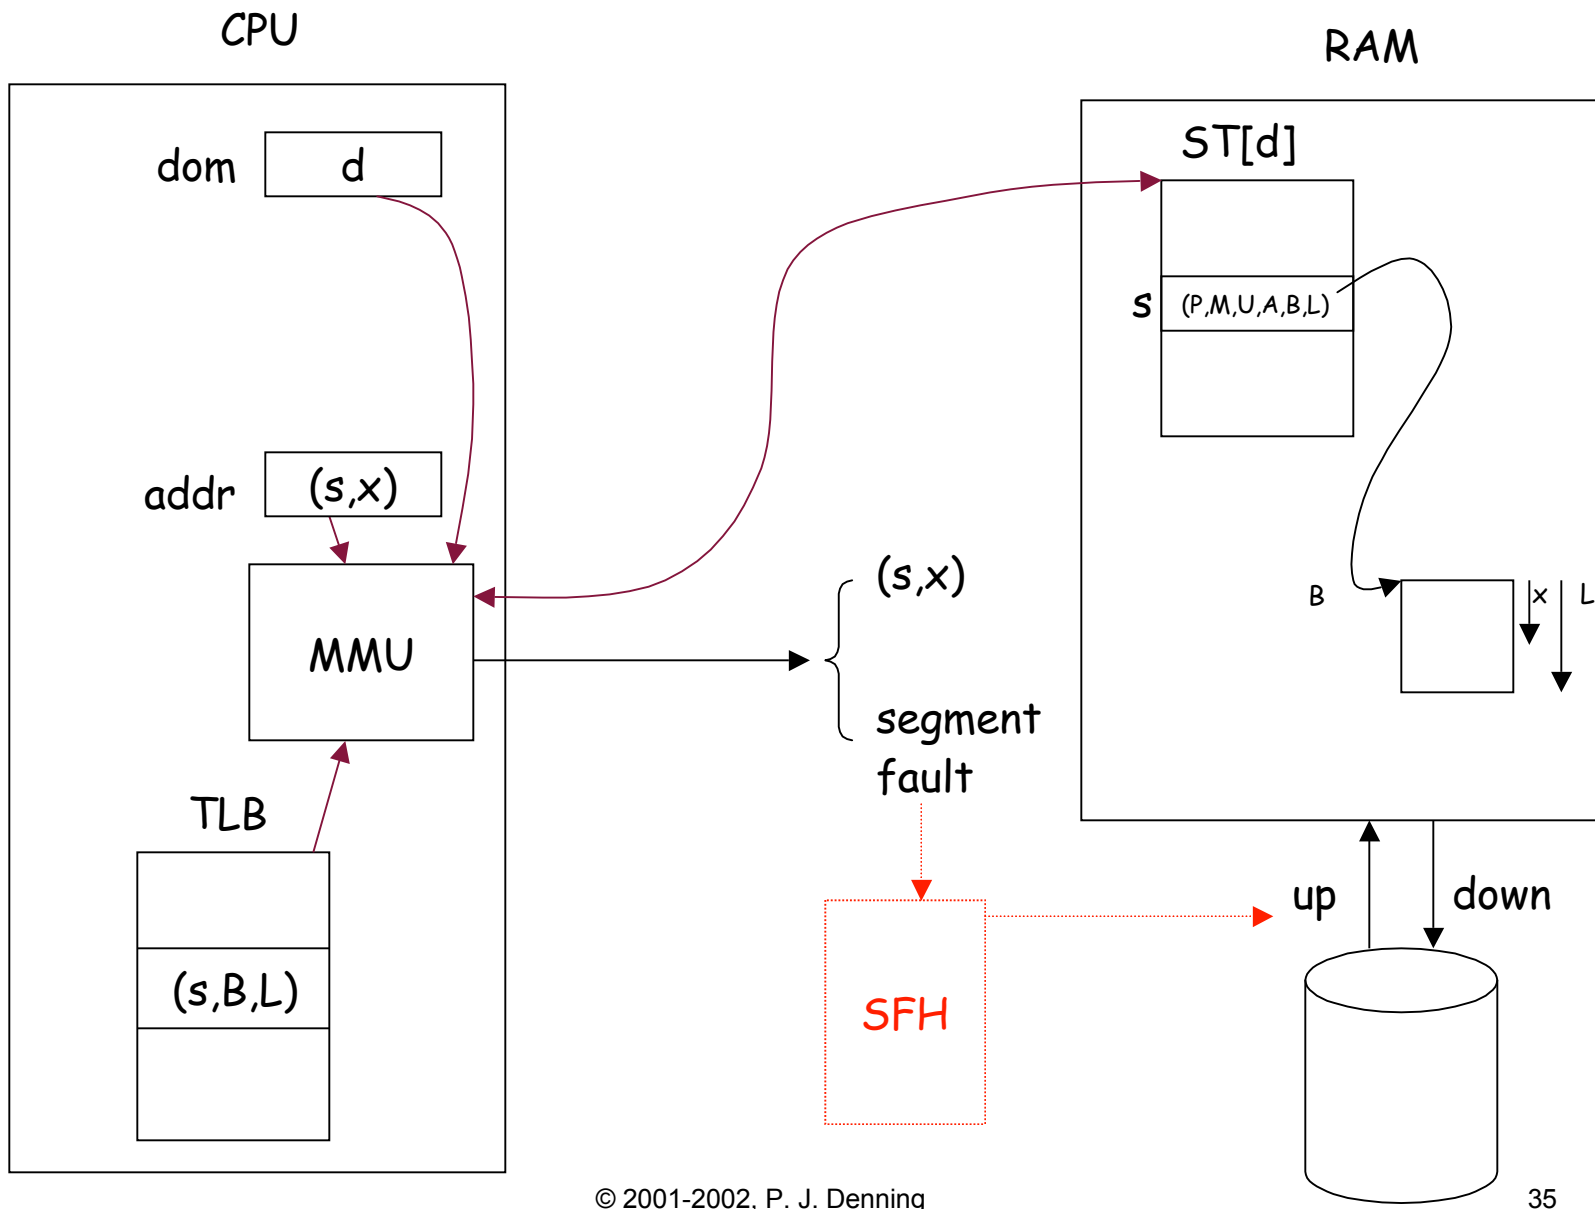 CPU
RAM
dom
d
ST[d]
s
(P,M,U,A,B,L)
addr
(s,x)
(s,x)
B
x
L
MMU
segment
fault
TLB
up
down
(s,B,L)
SFH
© 2001-2002, P. J. Denning
35